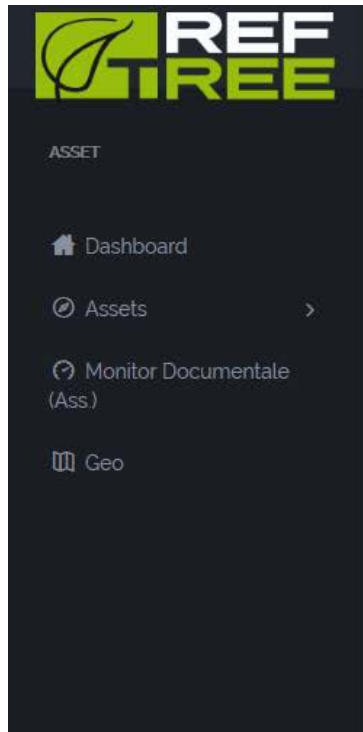 REF
TREE
ASSET
Dashboard
Assets
Monitor Documentale
(Ass.)
Geo